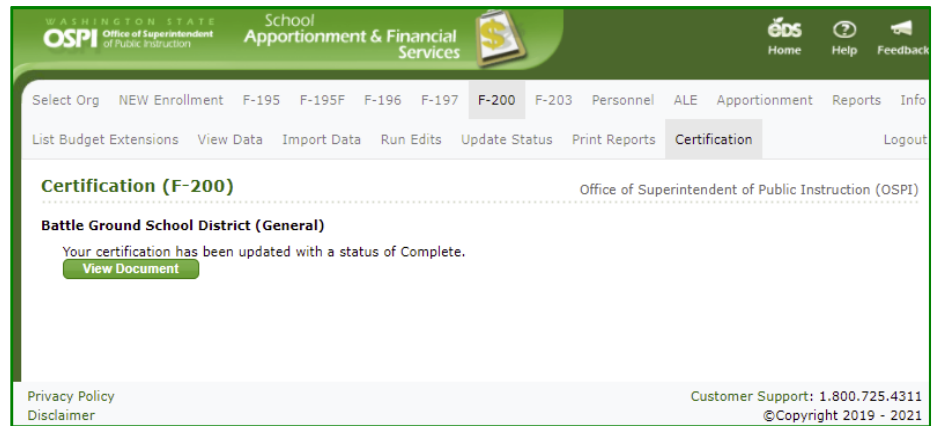 WASHINGTON STATE
OSPI Office of Superintendent
of Public Instruction
School
Apportionment & Financial
Services
$
eds
Home
?
Help
Feedback
Select Org NEW Enrollment F-195 F-195F F-196 F-197 F-200 F-203 Personnel ALE Apportionment Reports Info
List Budget Extensions View Data Import Data Run Edits Update Status Print Reports Certification Logout
Certification (F-200) Office of Superintendent of Public Instruction (OSPI)
Battle Ground School District (General)
Your certification has been updated with a status of Complete.
View Document
Privacy Policy Customer Support: 1.800.725.4311
Disclaimer ©Copyright 2019 - 2021